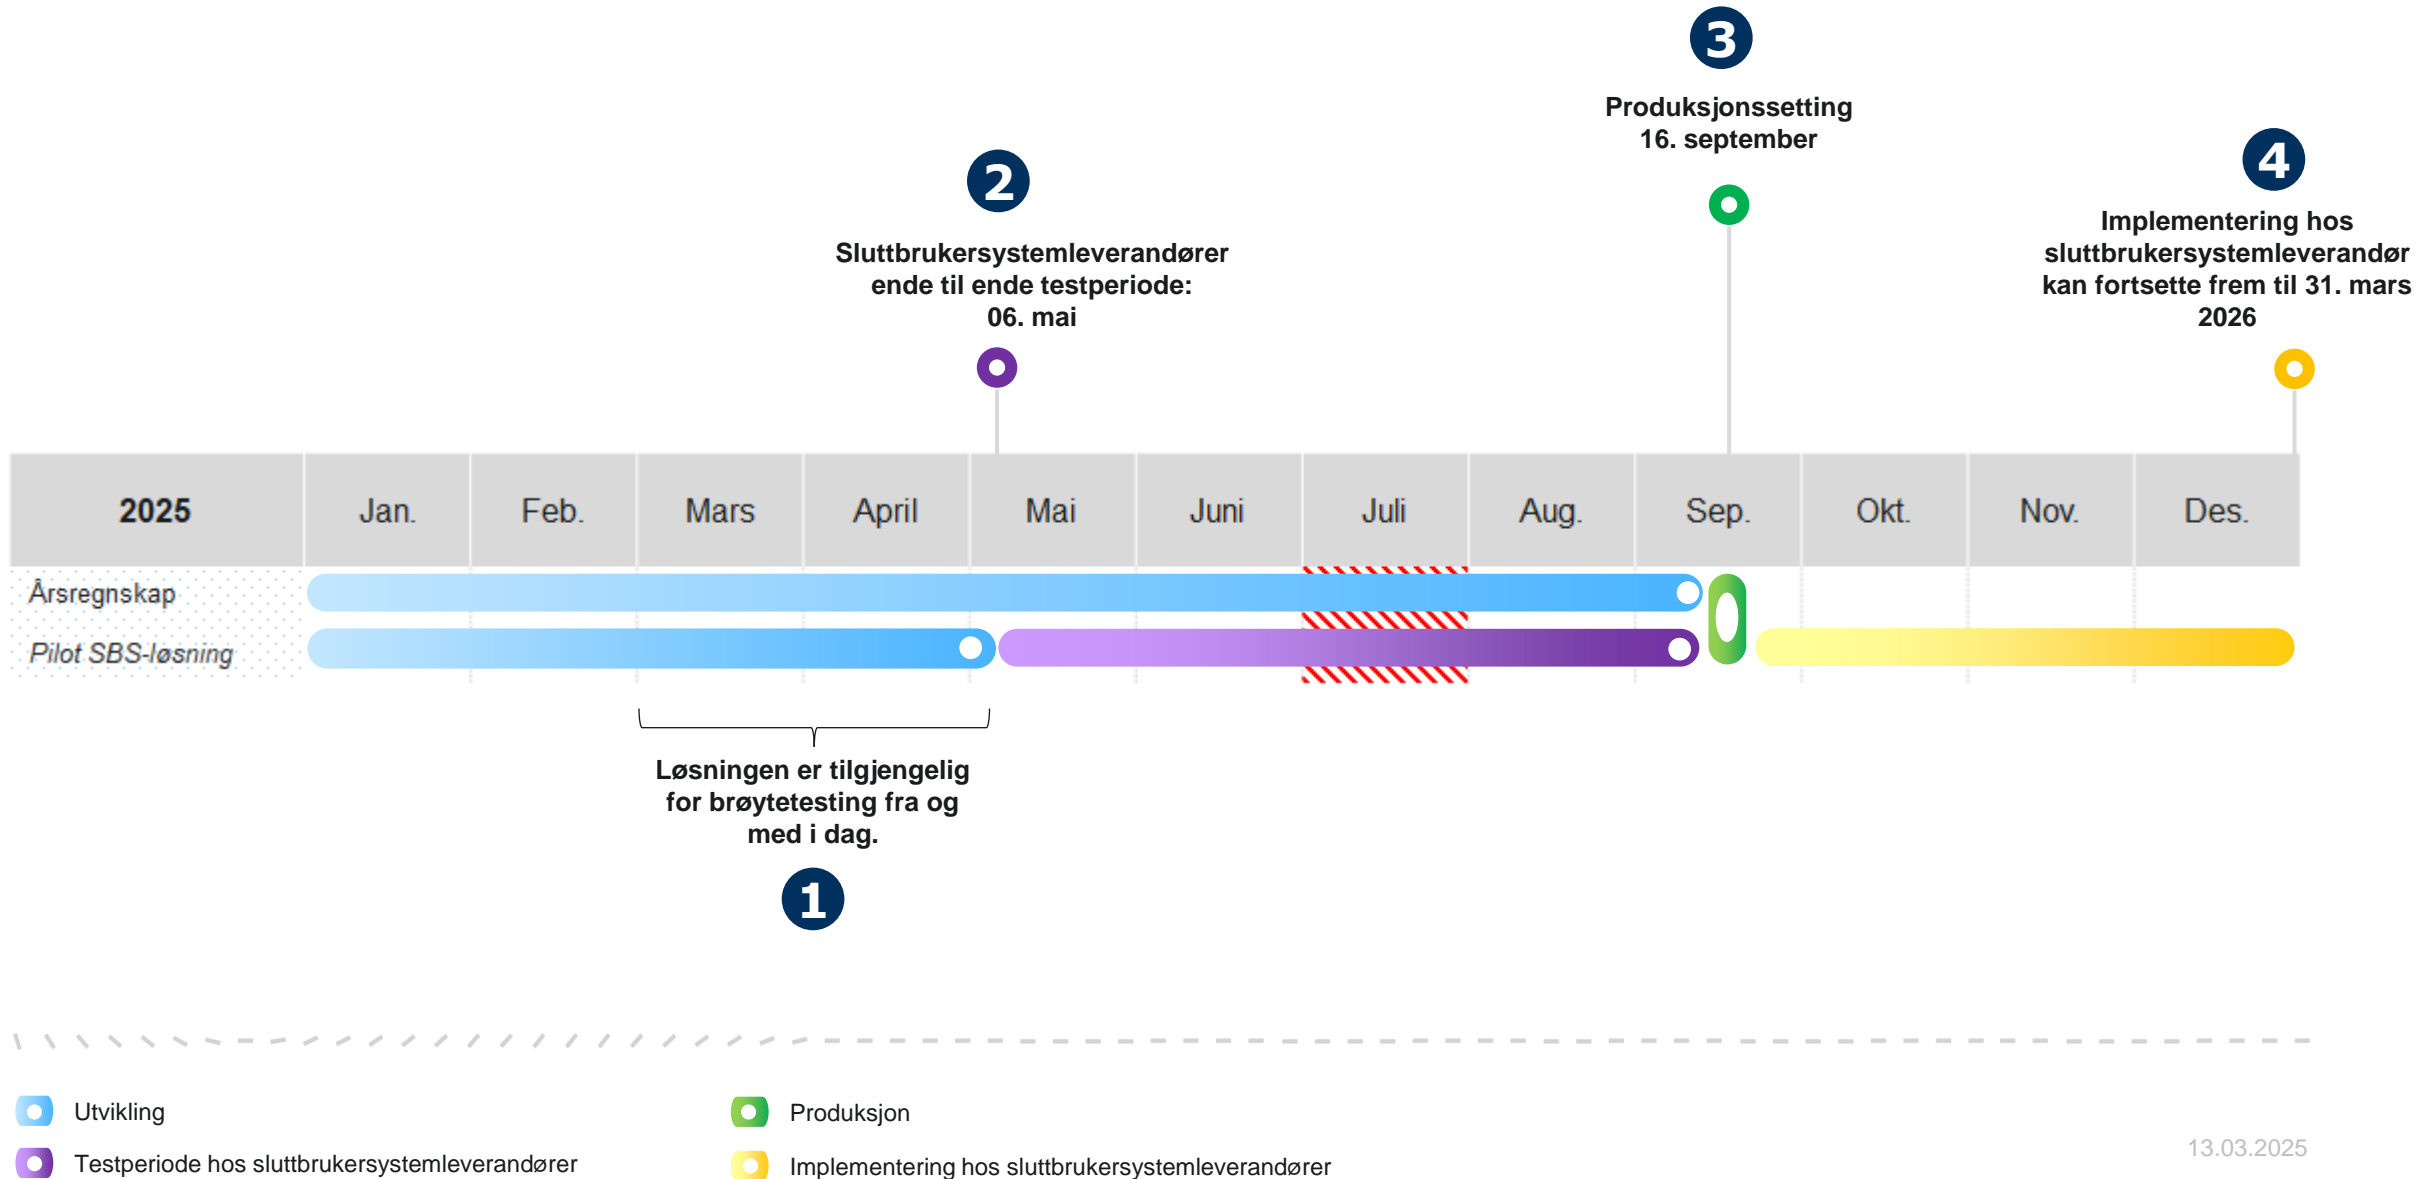 3
Produksjonssetting
16. september
4
Implementering hos
sluttbrukersystemleverandør
kan fortsette frem til 31. mars
2026
2
Sluttbrukersystemleverandører
ende til ende testperiode:
06. mai
2025 Jan. Feb. Mars April Mai Juni Juli Aug. Sep. Okt. Nov. Des.
Årsregnskap
Pilot SBS-løsning
Løsningen er tilgjengelig
for brøytetesting fra og
med i dag.
1
Utvikling
Testperiode hos sluttbrukersystemleverandører
Produksjon
Implementering hos sluttbrukersystemleverandører
13.03.2025